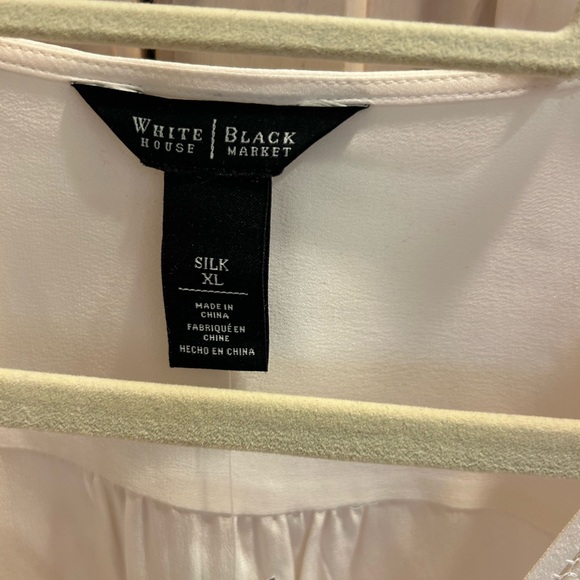 WHITE | BLACK
HOUSE | MARKET
SILK
XL
MADE IN
CHINA
FABRIQUÉ EN
CHINE
HECHO EN CHINA